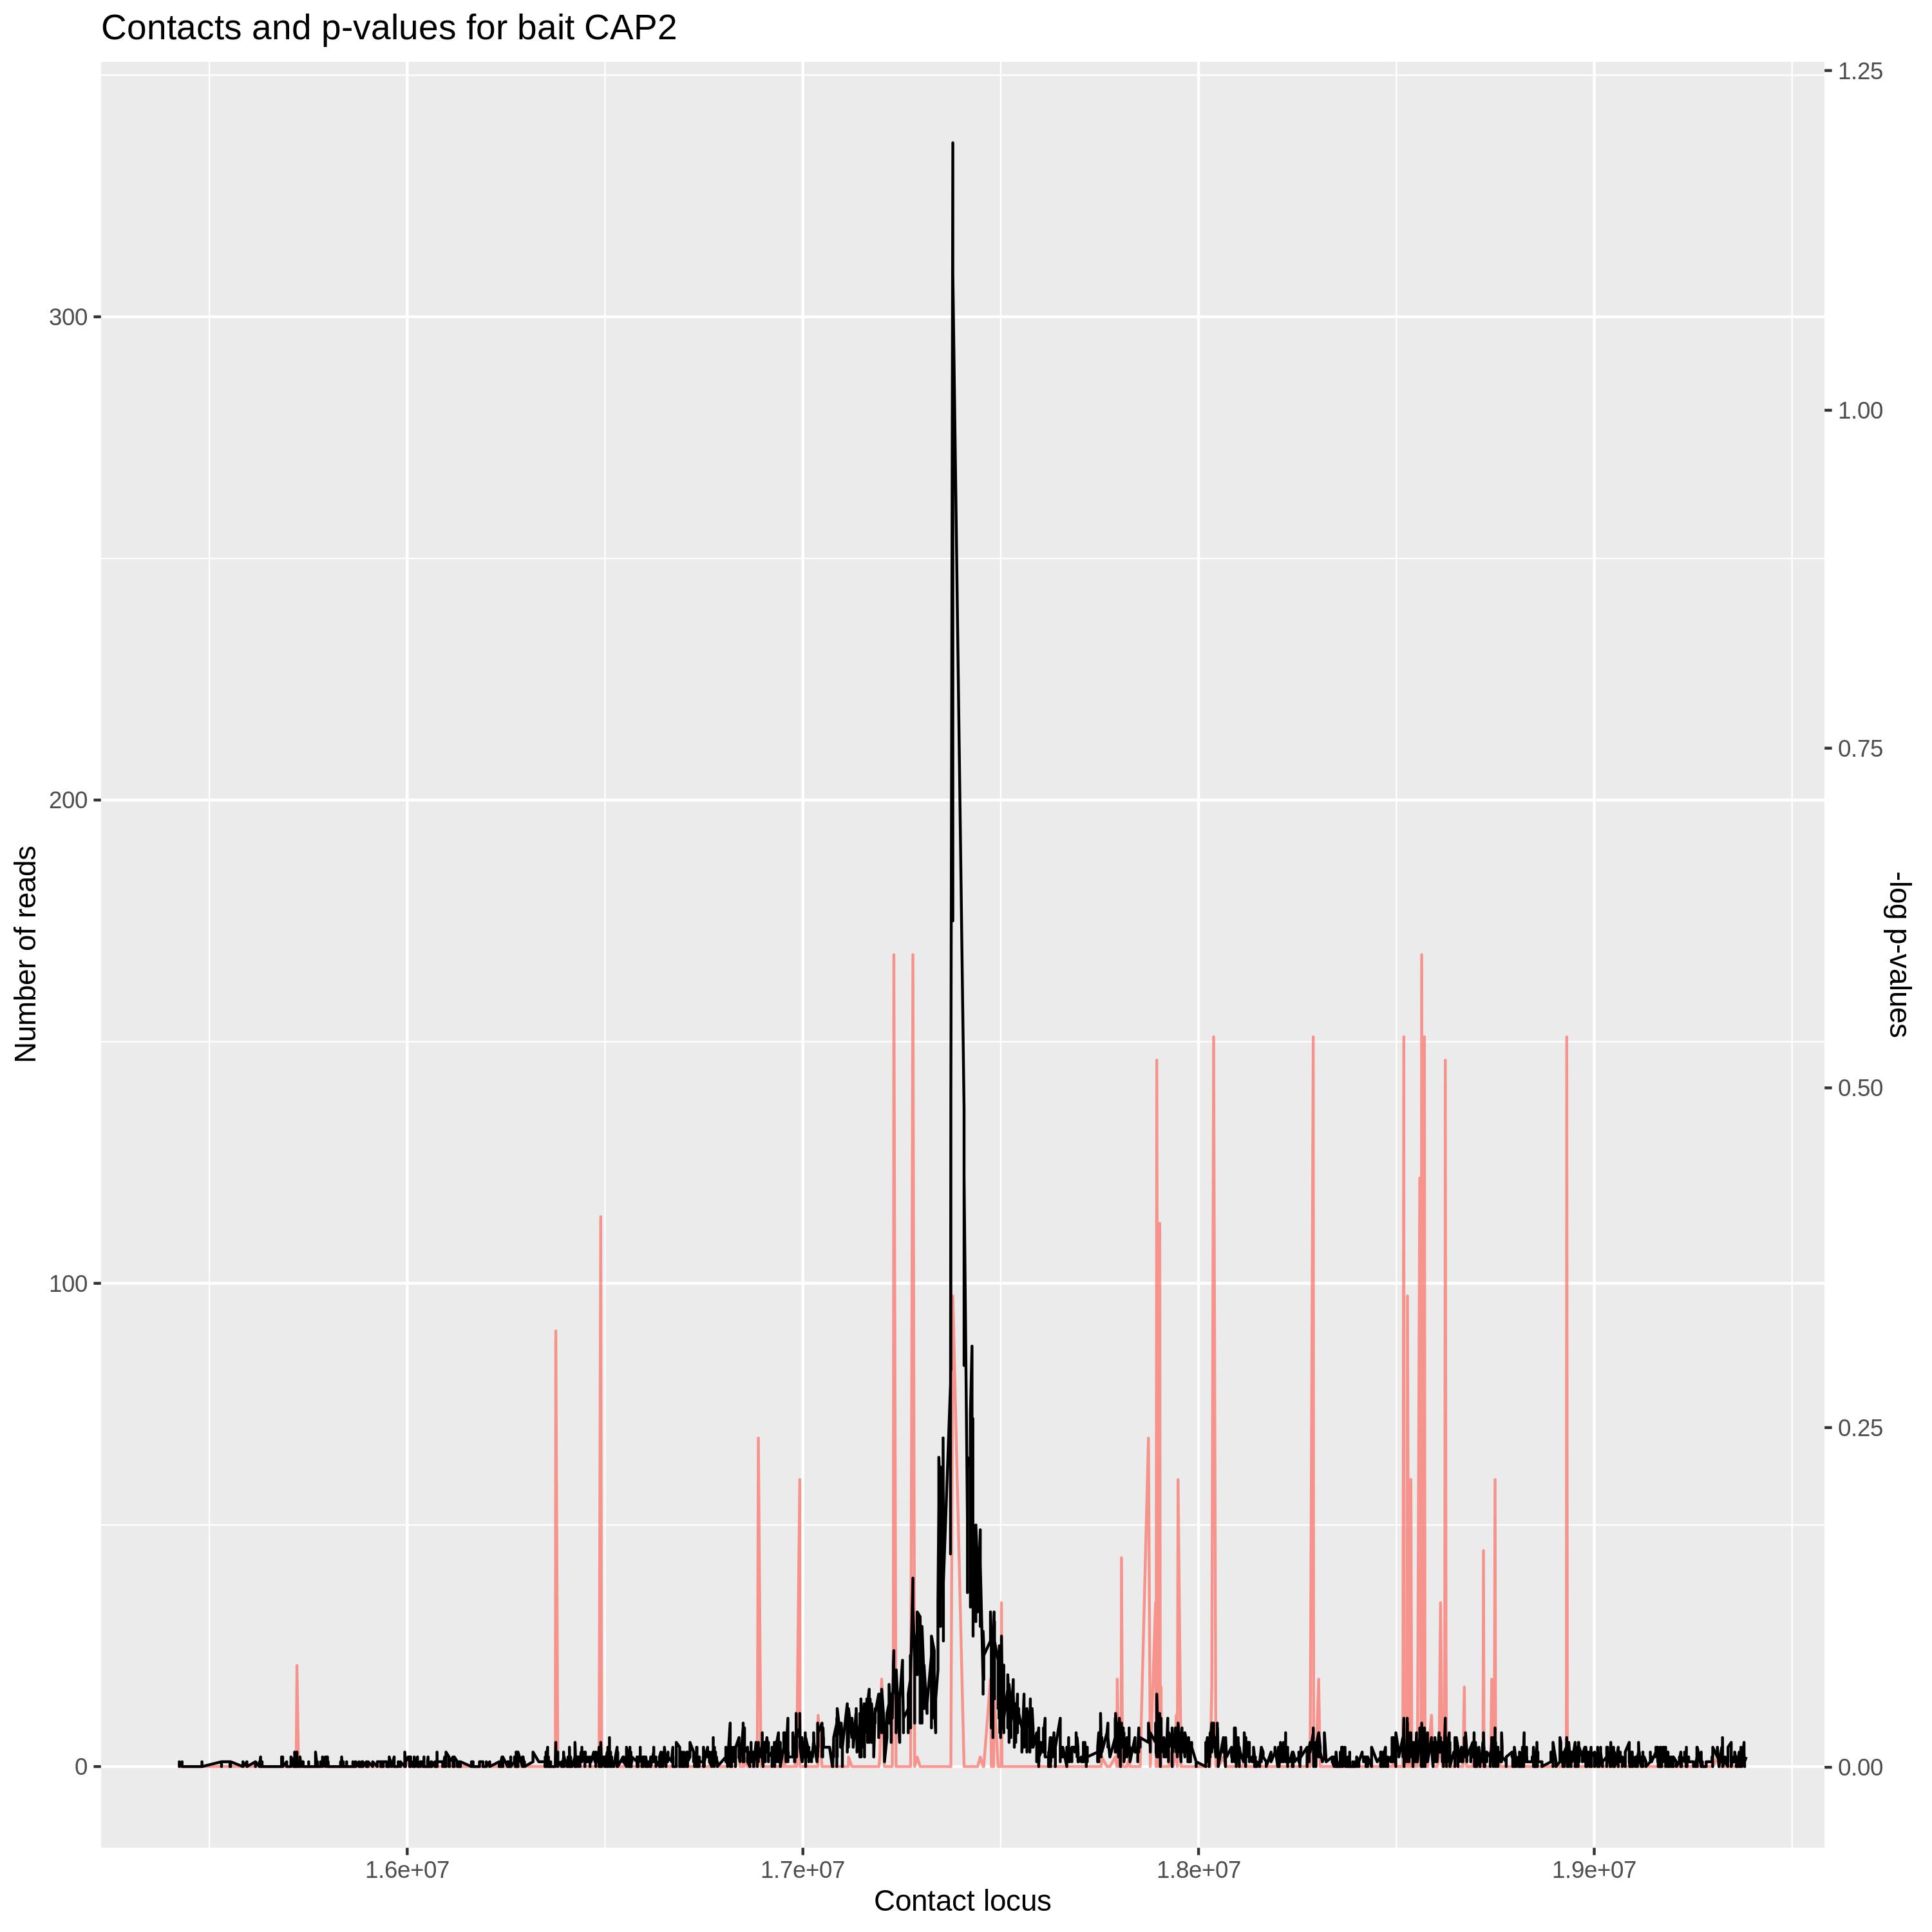 Contacts and p-values for bait CAP2
300
200
100
0
Number of reads
1.25
1.00
0.75
0.50
0.25
0.00
-log p-values
1.6e+07
1.7e+07
1.8e+07
1.9e+07
Contact locus